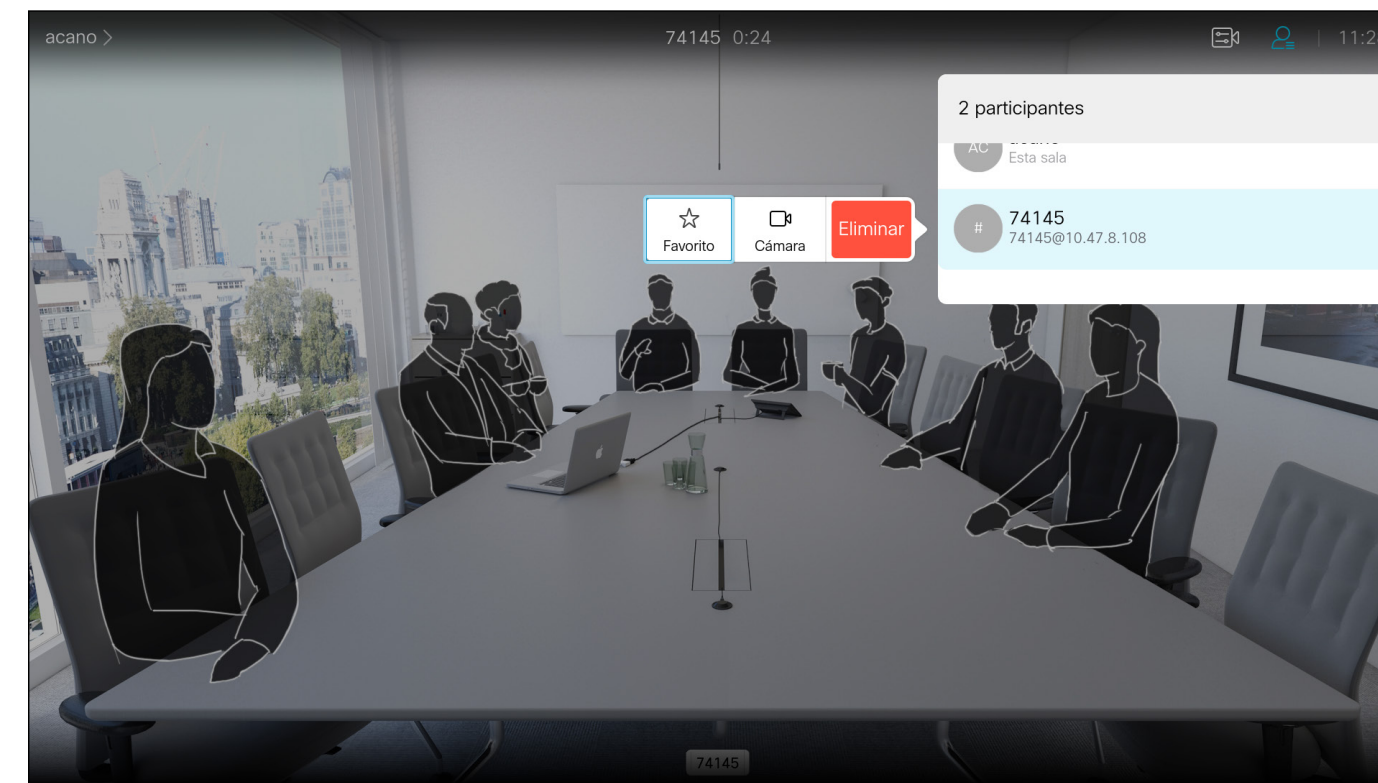 acano
74145 0:24
11:2
2 participantes
AC
Esta sala
#
74145
74145@10.47.8.108
Favorito
Cámara
Eliminar
74145